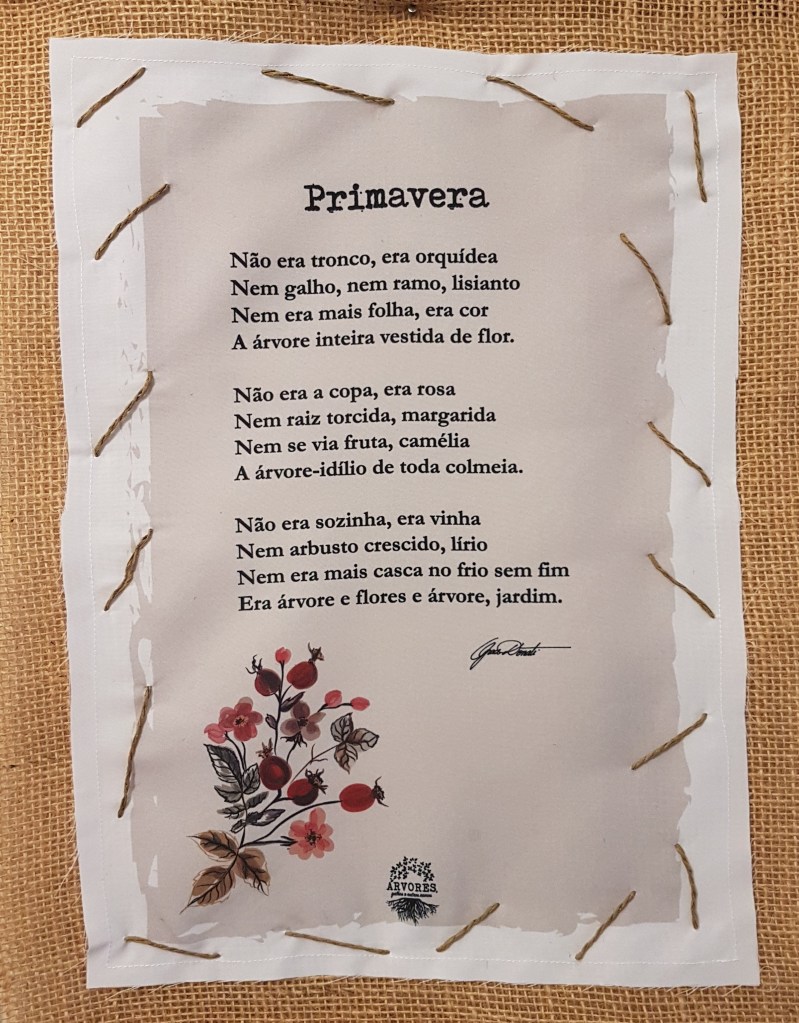 Primavera
Não era tronco, era orquídea
Nem galho, nem ramo, lisianto
Nem era mais folha, era cor
A árvore inteira vestida de flor.
Não era a copa, era rosa
Nem raiz torcida, margarida
Nem se via fruta, camélia
A árvore-idílio de toda colmeia.
Não era sozinha, era vinha
Nem arbusto crescido, lírio
Nem era mais casca no frio sem fim
Era árvore e flores e árvore, jardim.
ÁRVORES,